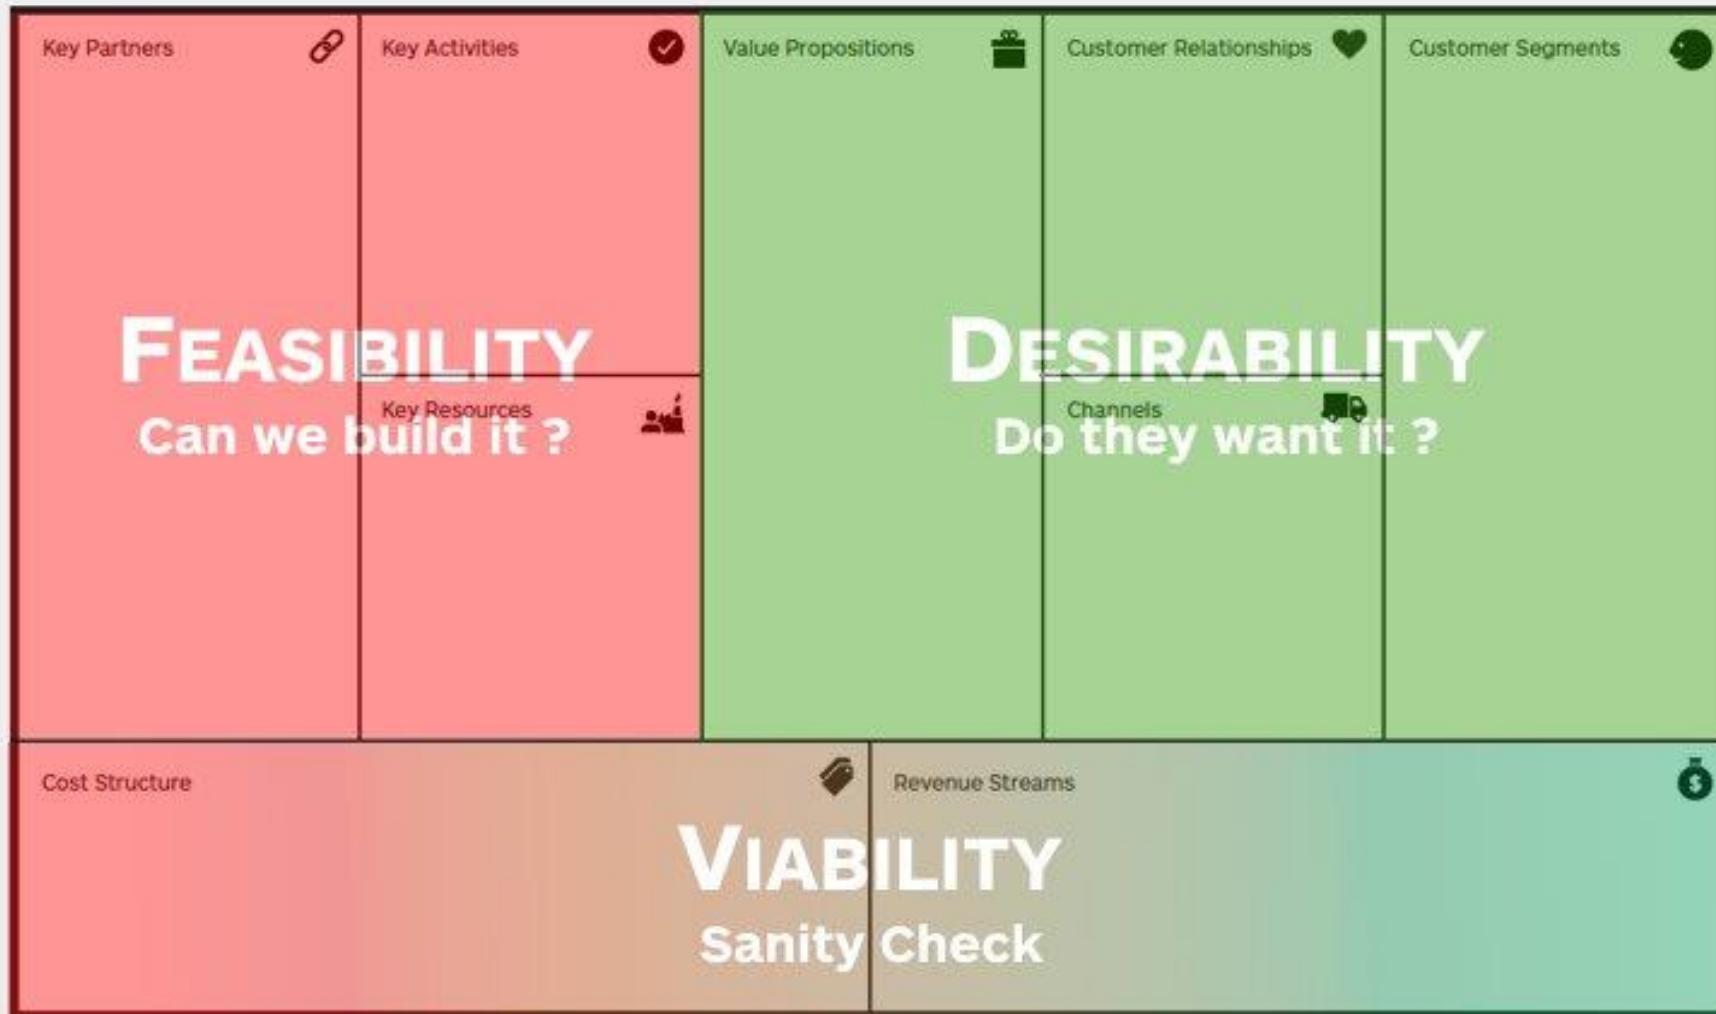 Key Partners
Key Activities
Value Propositions
Customer Relationships
Customer Segments
FEASIBILITY
Can we build it ?
Key Resources
DESIRABILITY
Do they want it ?
Channels
Cost Structure
Revenue Streams
$
VIABILITY
Sanity Check